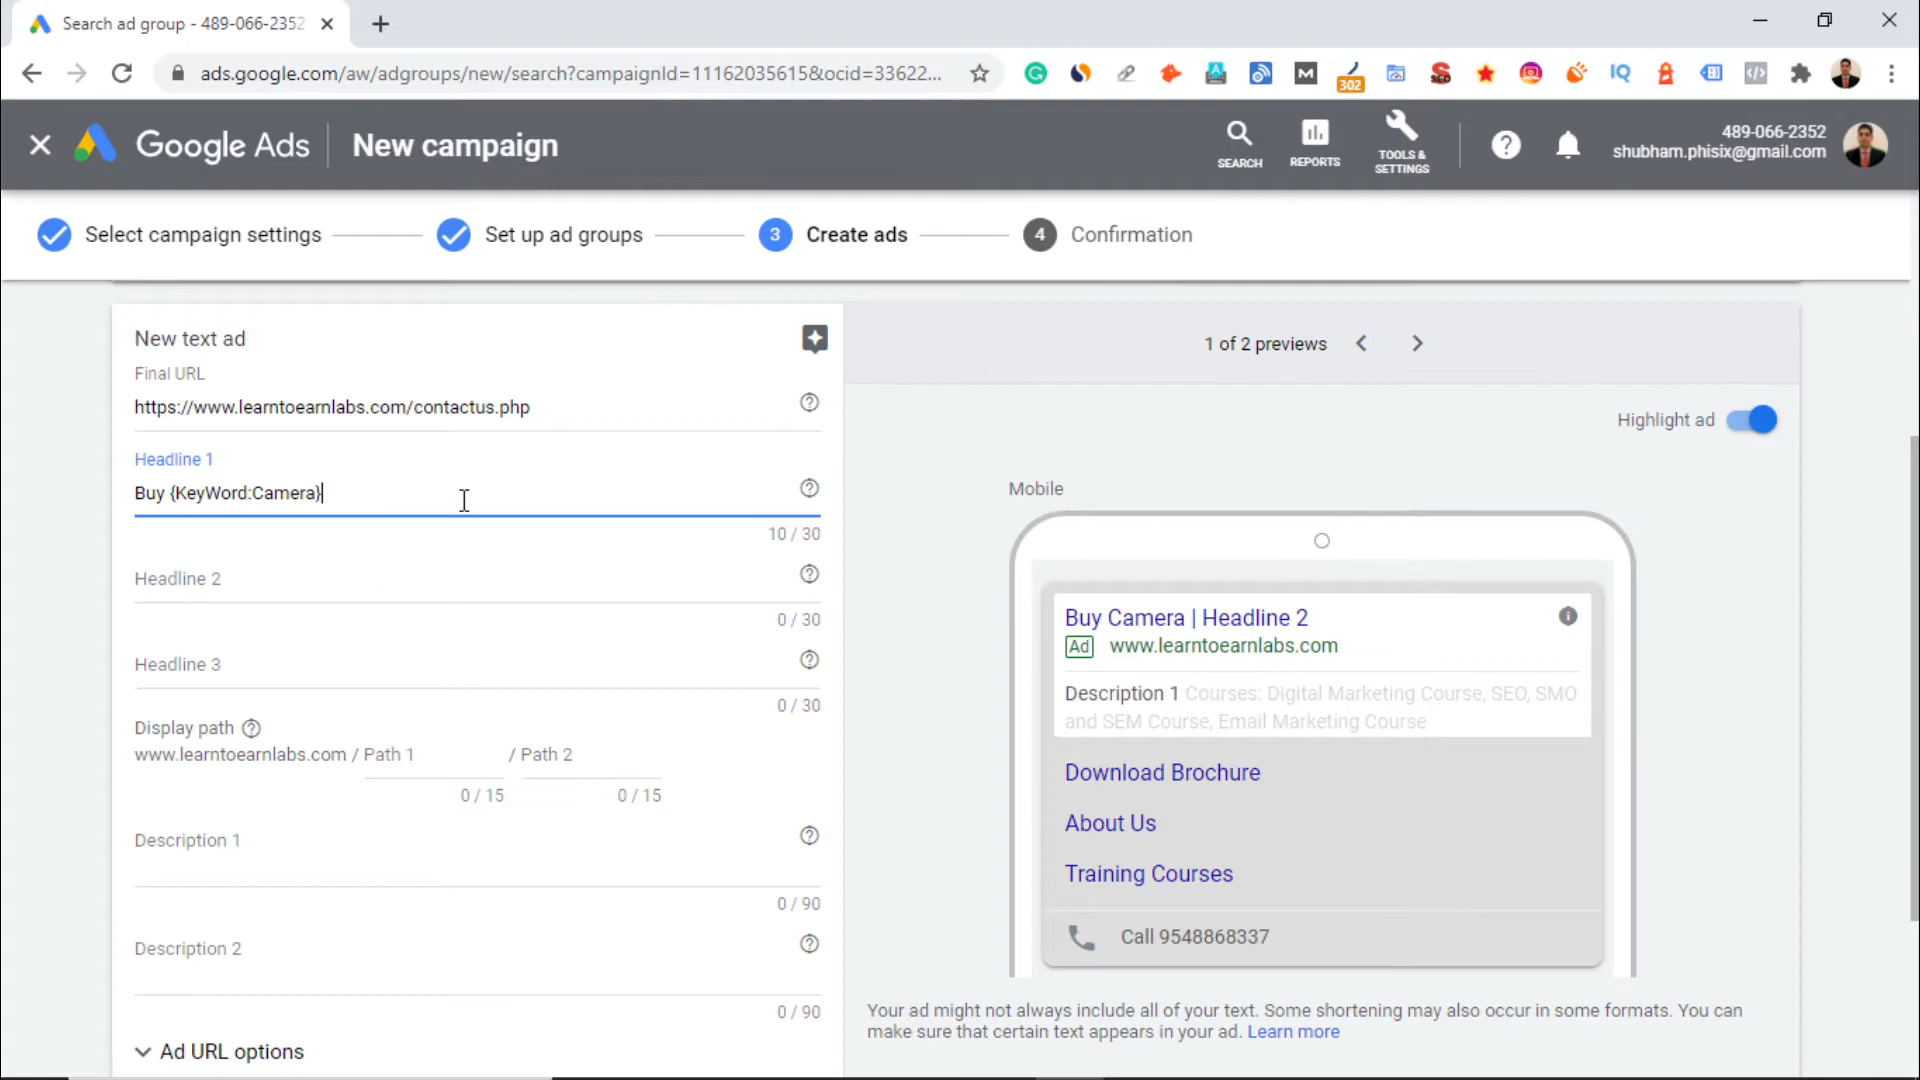 Search ad group - 489-066-2352
ads.google.com/aw/adgroups/new/search?campaignId=11162035615&ocid=33622...
302
SEO
IQ
Google Ads
New campaign
SEARCH
REPORTS
TOOLS &
SETTINGS
489-066-2352
shubham.phisix@gmail.com
Select campaign settings
Set up ad groups
3 Create ads
4 Confirmation
New text ad
Final URL
https://www.learntoearnlabs.com/contactus.php
Headline 1
Buy {KeyWord:Camera}
10 / 30
Headline 2
0 / 30
Headline 3
0 / 30
Display path
www.learntoearnlabs.com / Path 1 / Path 2
0 / 15 0 / 15
Description 1
0 / 90
Description 2
0 / 90
Ad URL options
1 of 2 previews
Highlight ad
Mobile
Buy Camera | Headline 2
Ad www.learntoearnlabs.com
Description 1 Courses: Digital Marketing Course, SEO, SMO
and SEM Course, Email Marketing Course
Download Brochure
About Us
Training Courses
Call 9548868337
Your ad might not always include all of your text. Some shortening may also occur in some formats. You can
make sure that certain text appears in your ad. Learn more